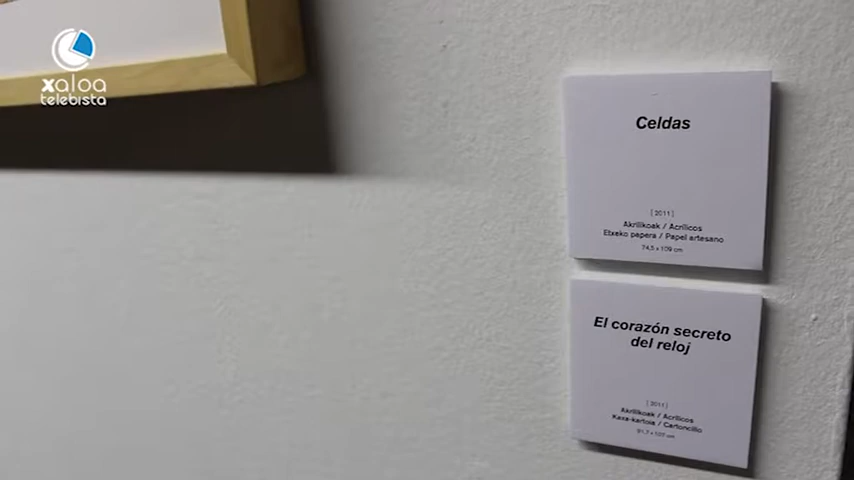 xaloa
telebista
Celdas
[2011]
Akrilikoak / Acrílicos
Etxeko papera / Papel artesano
74,5 x 109 cm
El corazón secreto
del reloj
[2011]
Akrilikoak / Acrílicos
Kaxa-kartoia / Cartoncillo